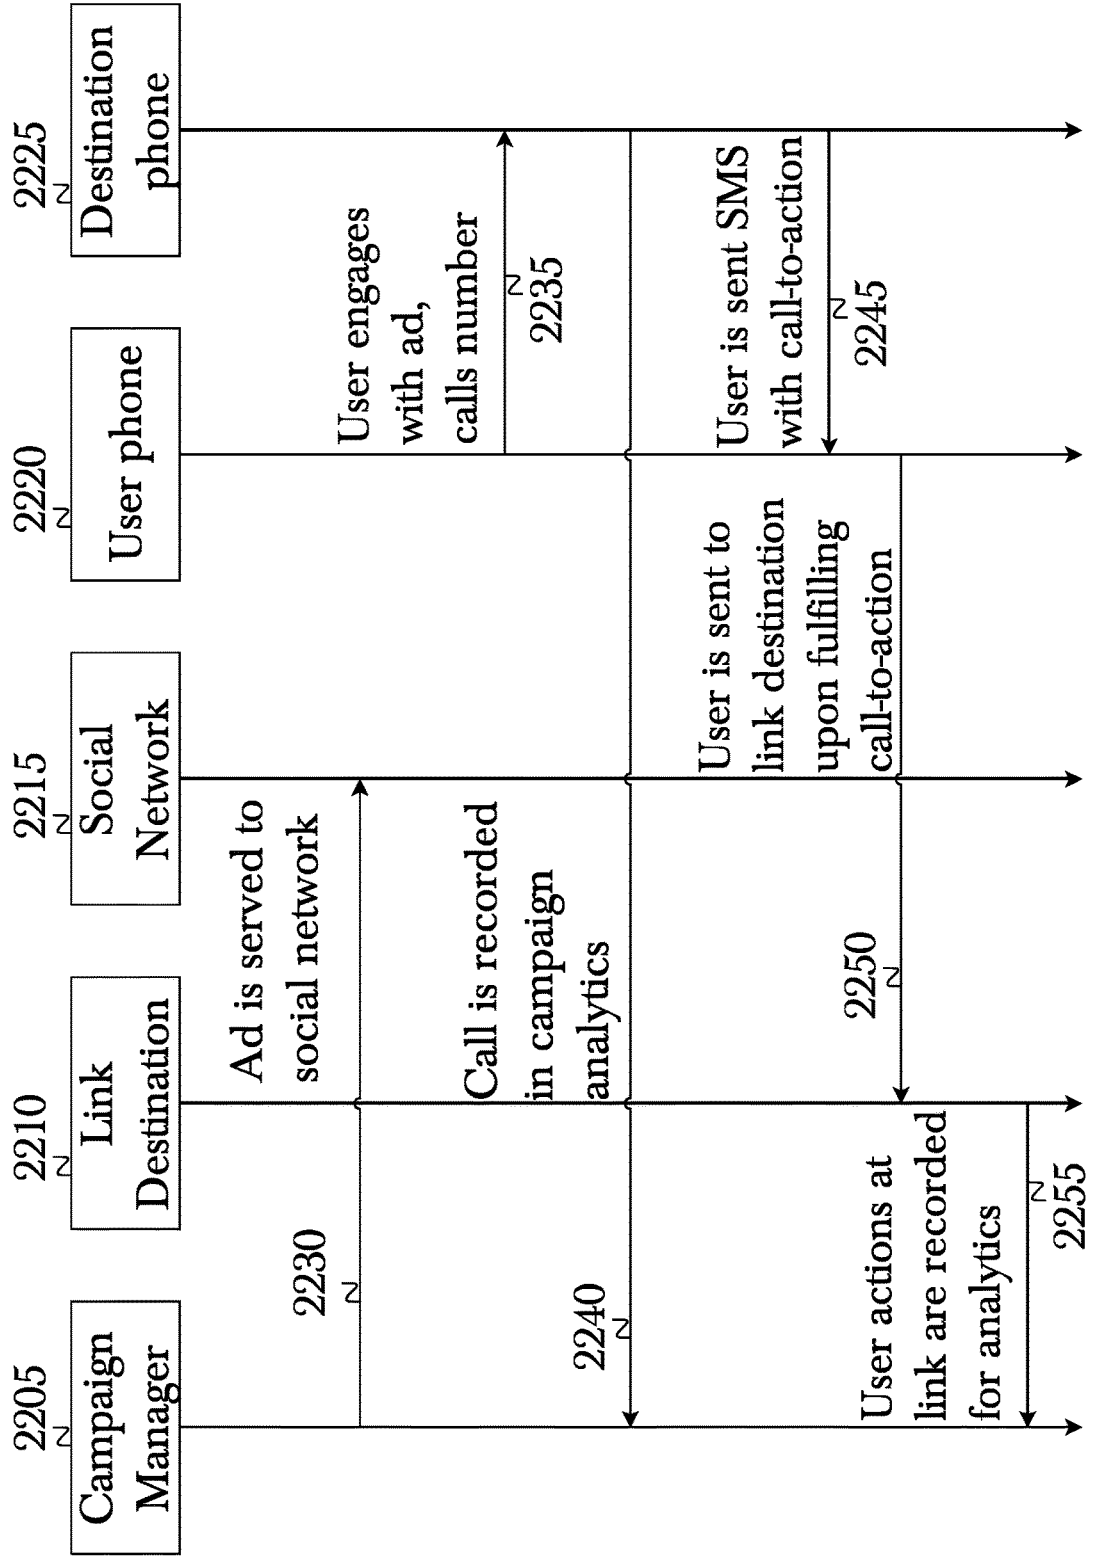 2205
Campaign
Manager
2210
Link
Destination
2215
Social
Network
2220
User phone
2225
Destination
phone
Ad is served to
social network
2230
User engages
with ad,
calls number
2235
Call is recorded
in campaign
analytics
2240
User is sent SMS
with call-to-action
2245
User is sent to
link destination
upon fulfilling
call-to-action
2250
User actions at
link are recorded
for analytics
2255